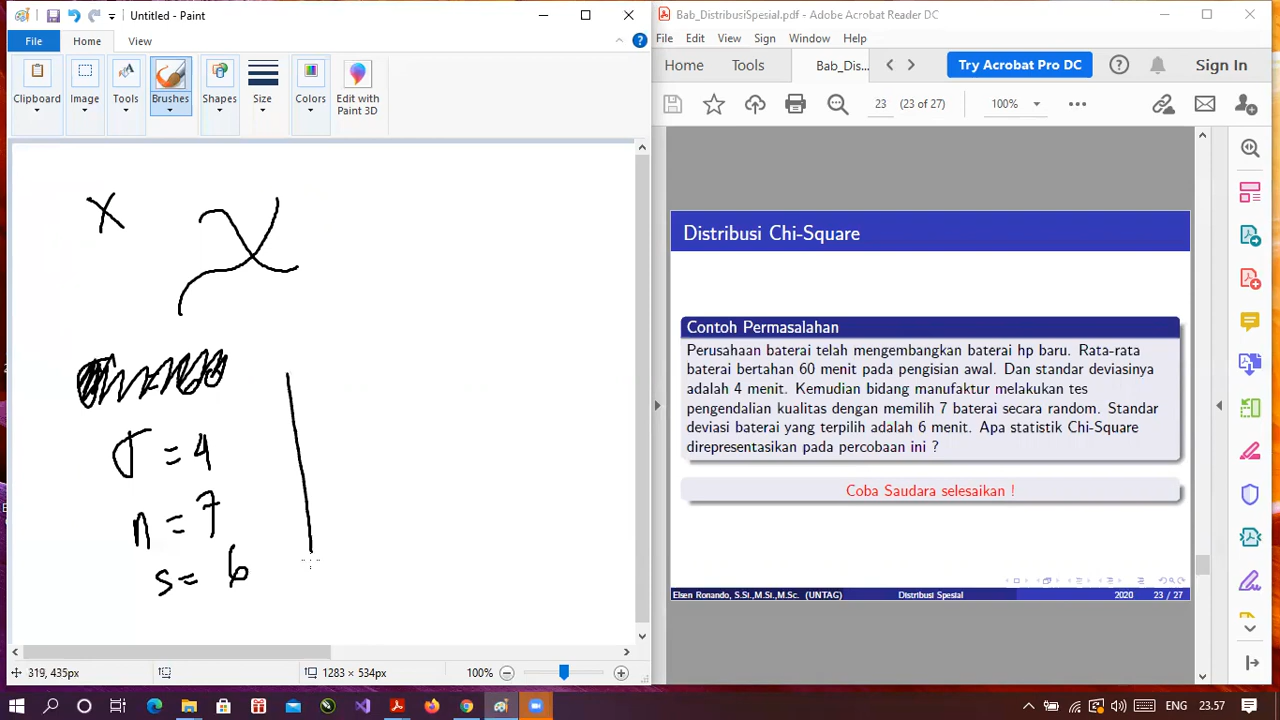 Untitled - Paint
File
Home
View
Clipboard
Image
Tools
Brushes
Shapes
Size
Colors
Edit with
Paint 3D
x
χ
σ = 4
n = 7
s = 6
319, 435px
1283 × 534px
100%
Bab_DistribusiSpesial.pdf - Adobe Acrobat Reader DC
File Edit View Sign Window Help
Home Tools Bab_Dis... Try Acrobat Pro DC Sign In
23 (23 of 27) 100%
Distribusi Chi-Square
Contoh Permasalahan
Perusahaan baterai telah mengembangkan baterai hp baru. Rata-rata
baterai bertahan 60 menit pada pengisian awal. Dan standar deviasinya
adalah 4 menit. Kemudian bidang manufaktur melakukan tes
pengendalian kualitas dengan memilih 7 baterai secara random. Standar
deviasi baterai yang terpilih adalah 6 menit. Apa statistik Chi-Square
direpresentasikan pada percobaan ini ?
Coba Saudara selesaikan !
Elsen Ronando, S.Si.,M.Si.,M.Sc. (UNTAG) Distribusi Spesial 2020 23 / 27
ENG 23.57